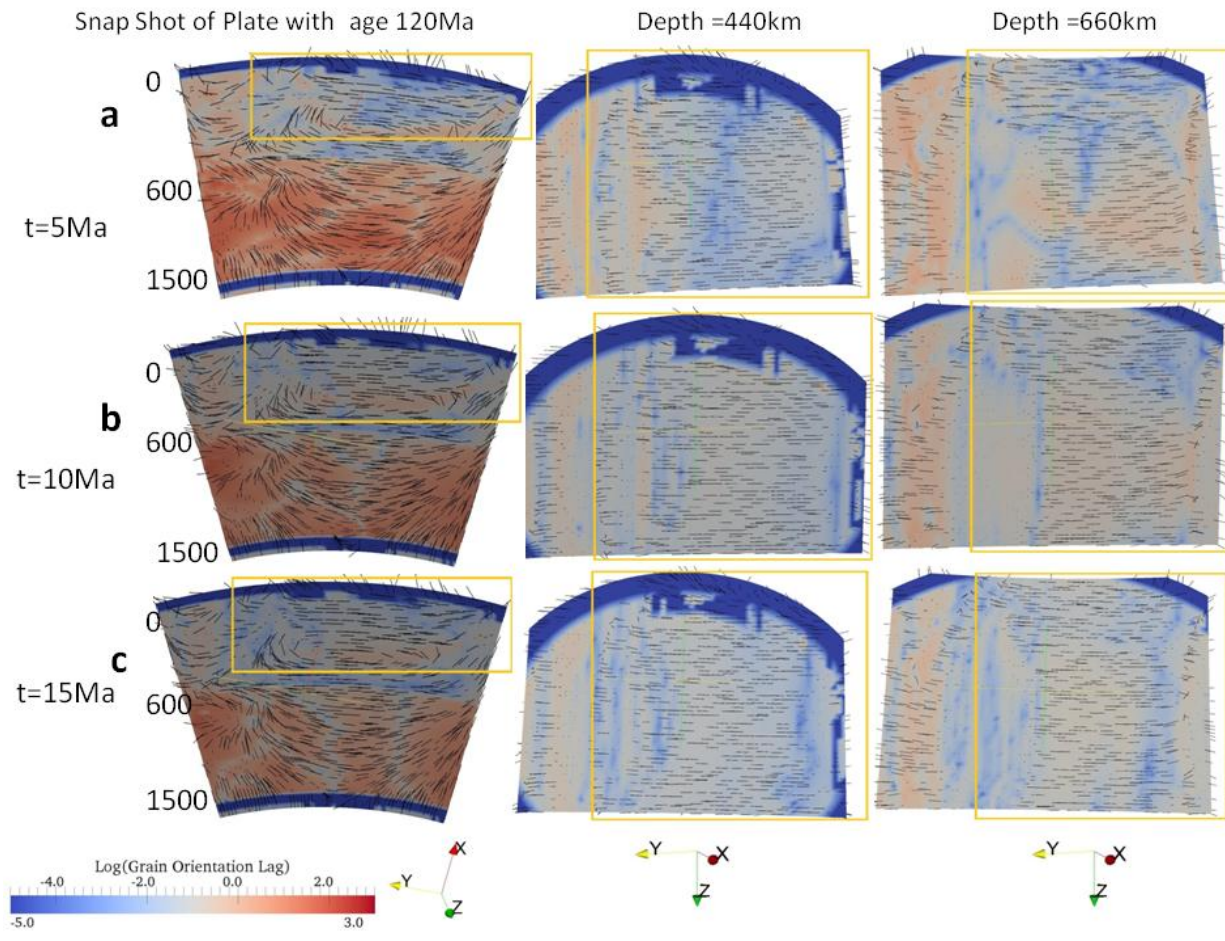 Snap Shot of Plate with age 120Ma
Depth =440km
Depth =660km
0
a
600
t=5Ma
1500
0
b
600
t=10Ma
1500
0
c
600
t=15Ma
1500
Log(Grain Orientation Lag)
-4.0 -2.0 0.0 2.0
-5.0 3.0
X
Y
Z
Y X
Z
Y X
Z